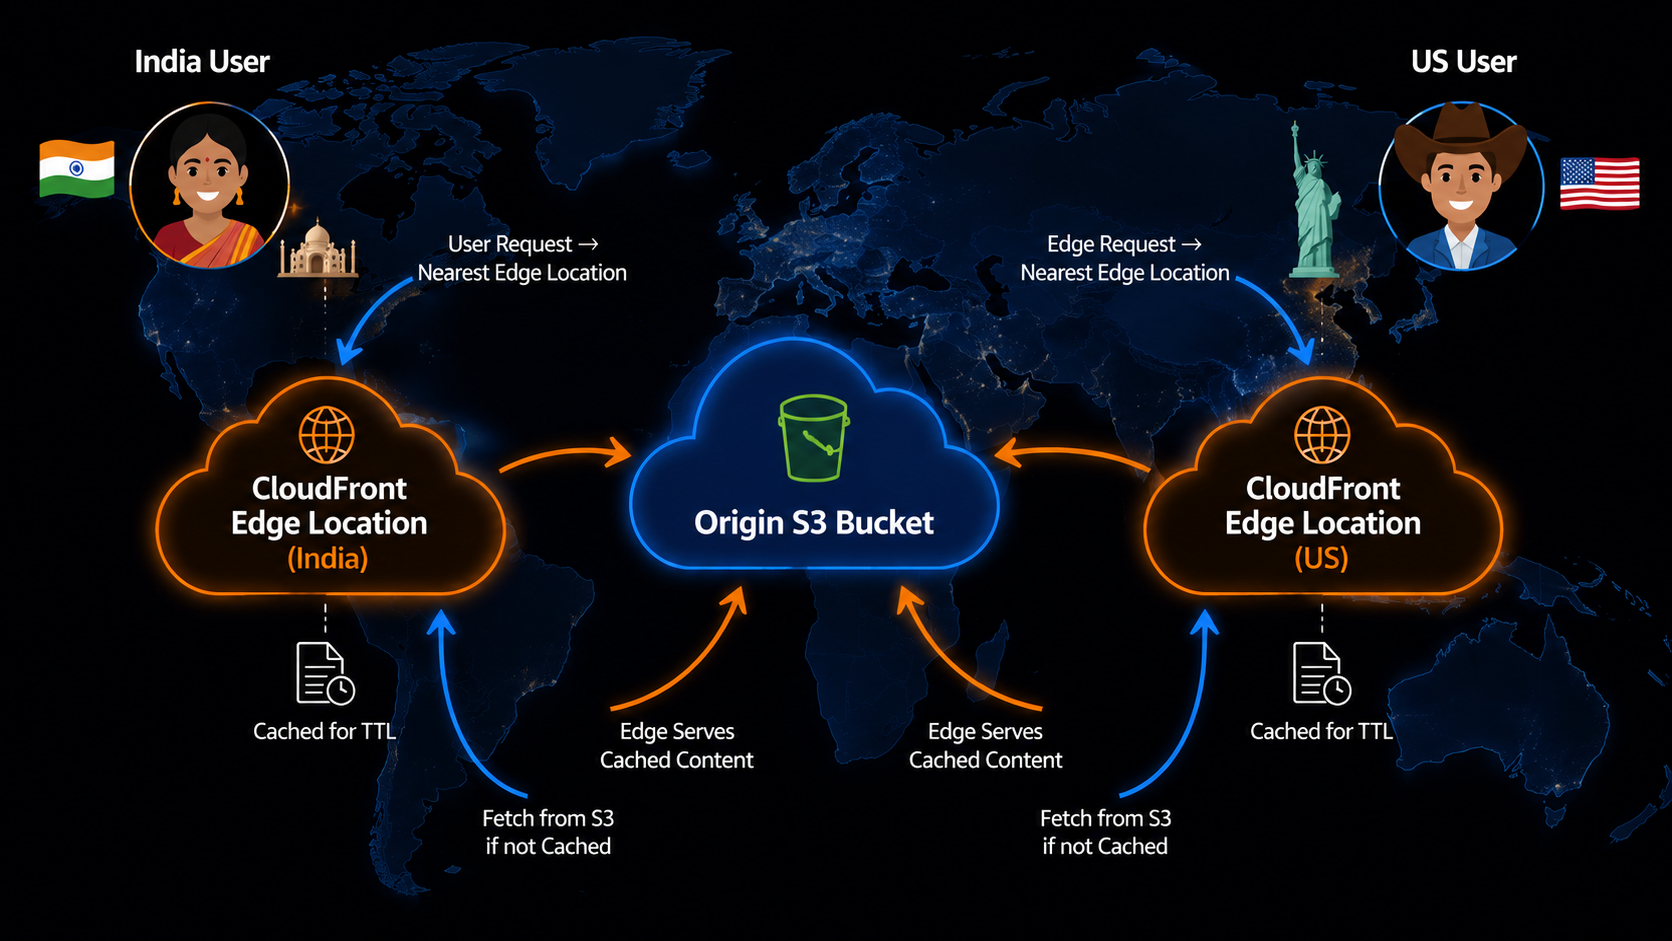 India User
US User
User Request →
Nearest Edge Location
Edge Request →
Nearest Edge Location
CloudFront
Edge Location
(India)
Origin S3 Bucket
CloudFront
Edge Location
(US)
Cached for TTL
Edge Serves
Cached Content
Edge Serves
Cached Content
Cached for TTL
Fetch from S3
if not Cached
Fetch from S3
if not Cached